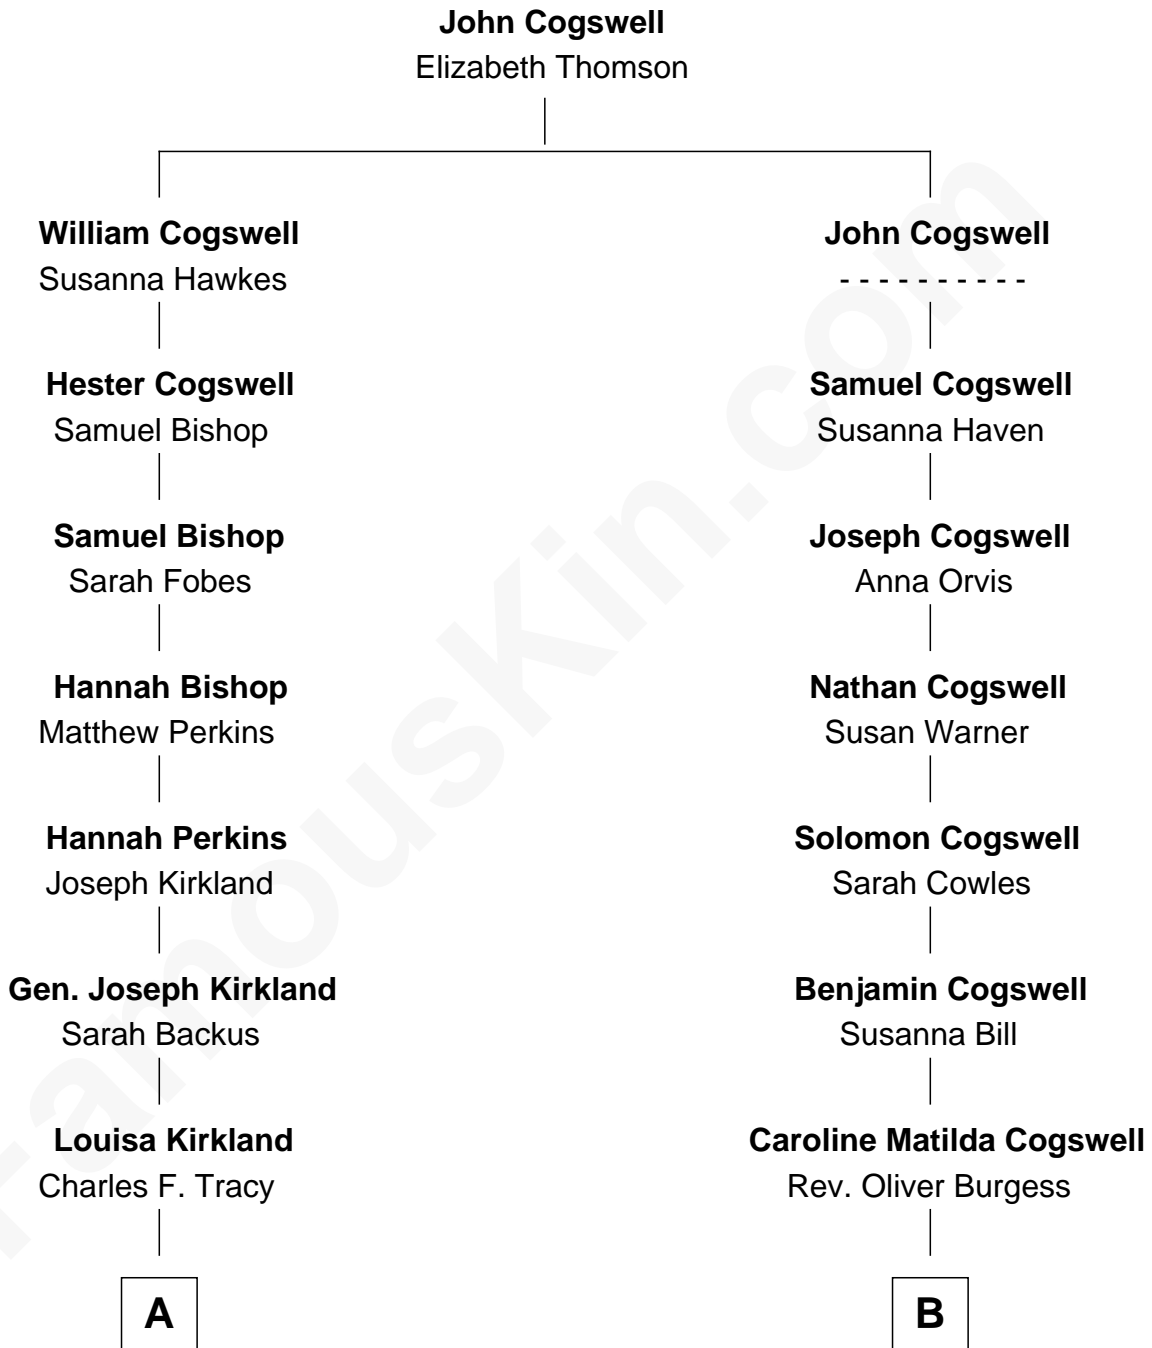 John Cogswell
Elizabeth Thomson
William Cogswell
Susanna Hawkes
John Cogswell
- - - - - - - - - -
Hester Cogswell
Samuel Bishop
Samuel Cogswell
Susanna Haven
Samuel Bishop
Sarah Fobes
Joseph Cogswell
Anna Orvis
Hannah Bishop
Matthew Perkins
Nathan Cogswell
Susan Warner
Hannah Perkins
Joseph Kirkland
Solomon Cogswell
Sarah Cowles
Gen. Joseph Kirkland
Sarah Backus
Benjamin Cogswell
Susanna Bill
Louisa Kirkland
Charles F. Tracy
Caroline Matilda Cogswell
Rev. Oliver Burgess
A
B
FamousKin.com